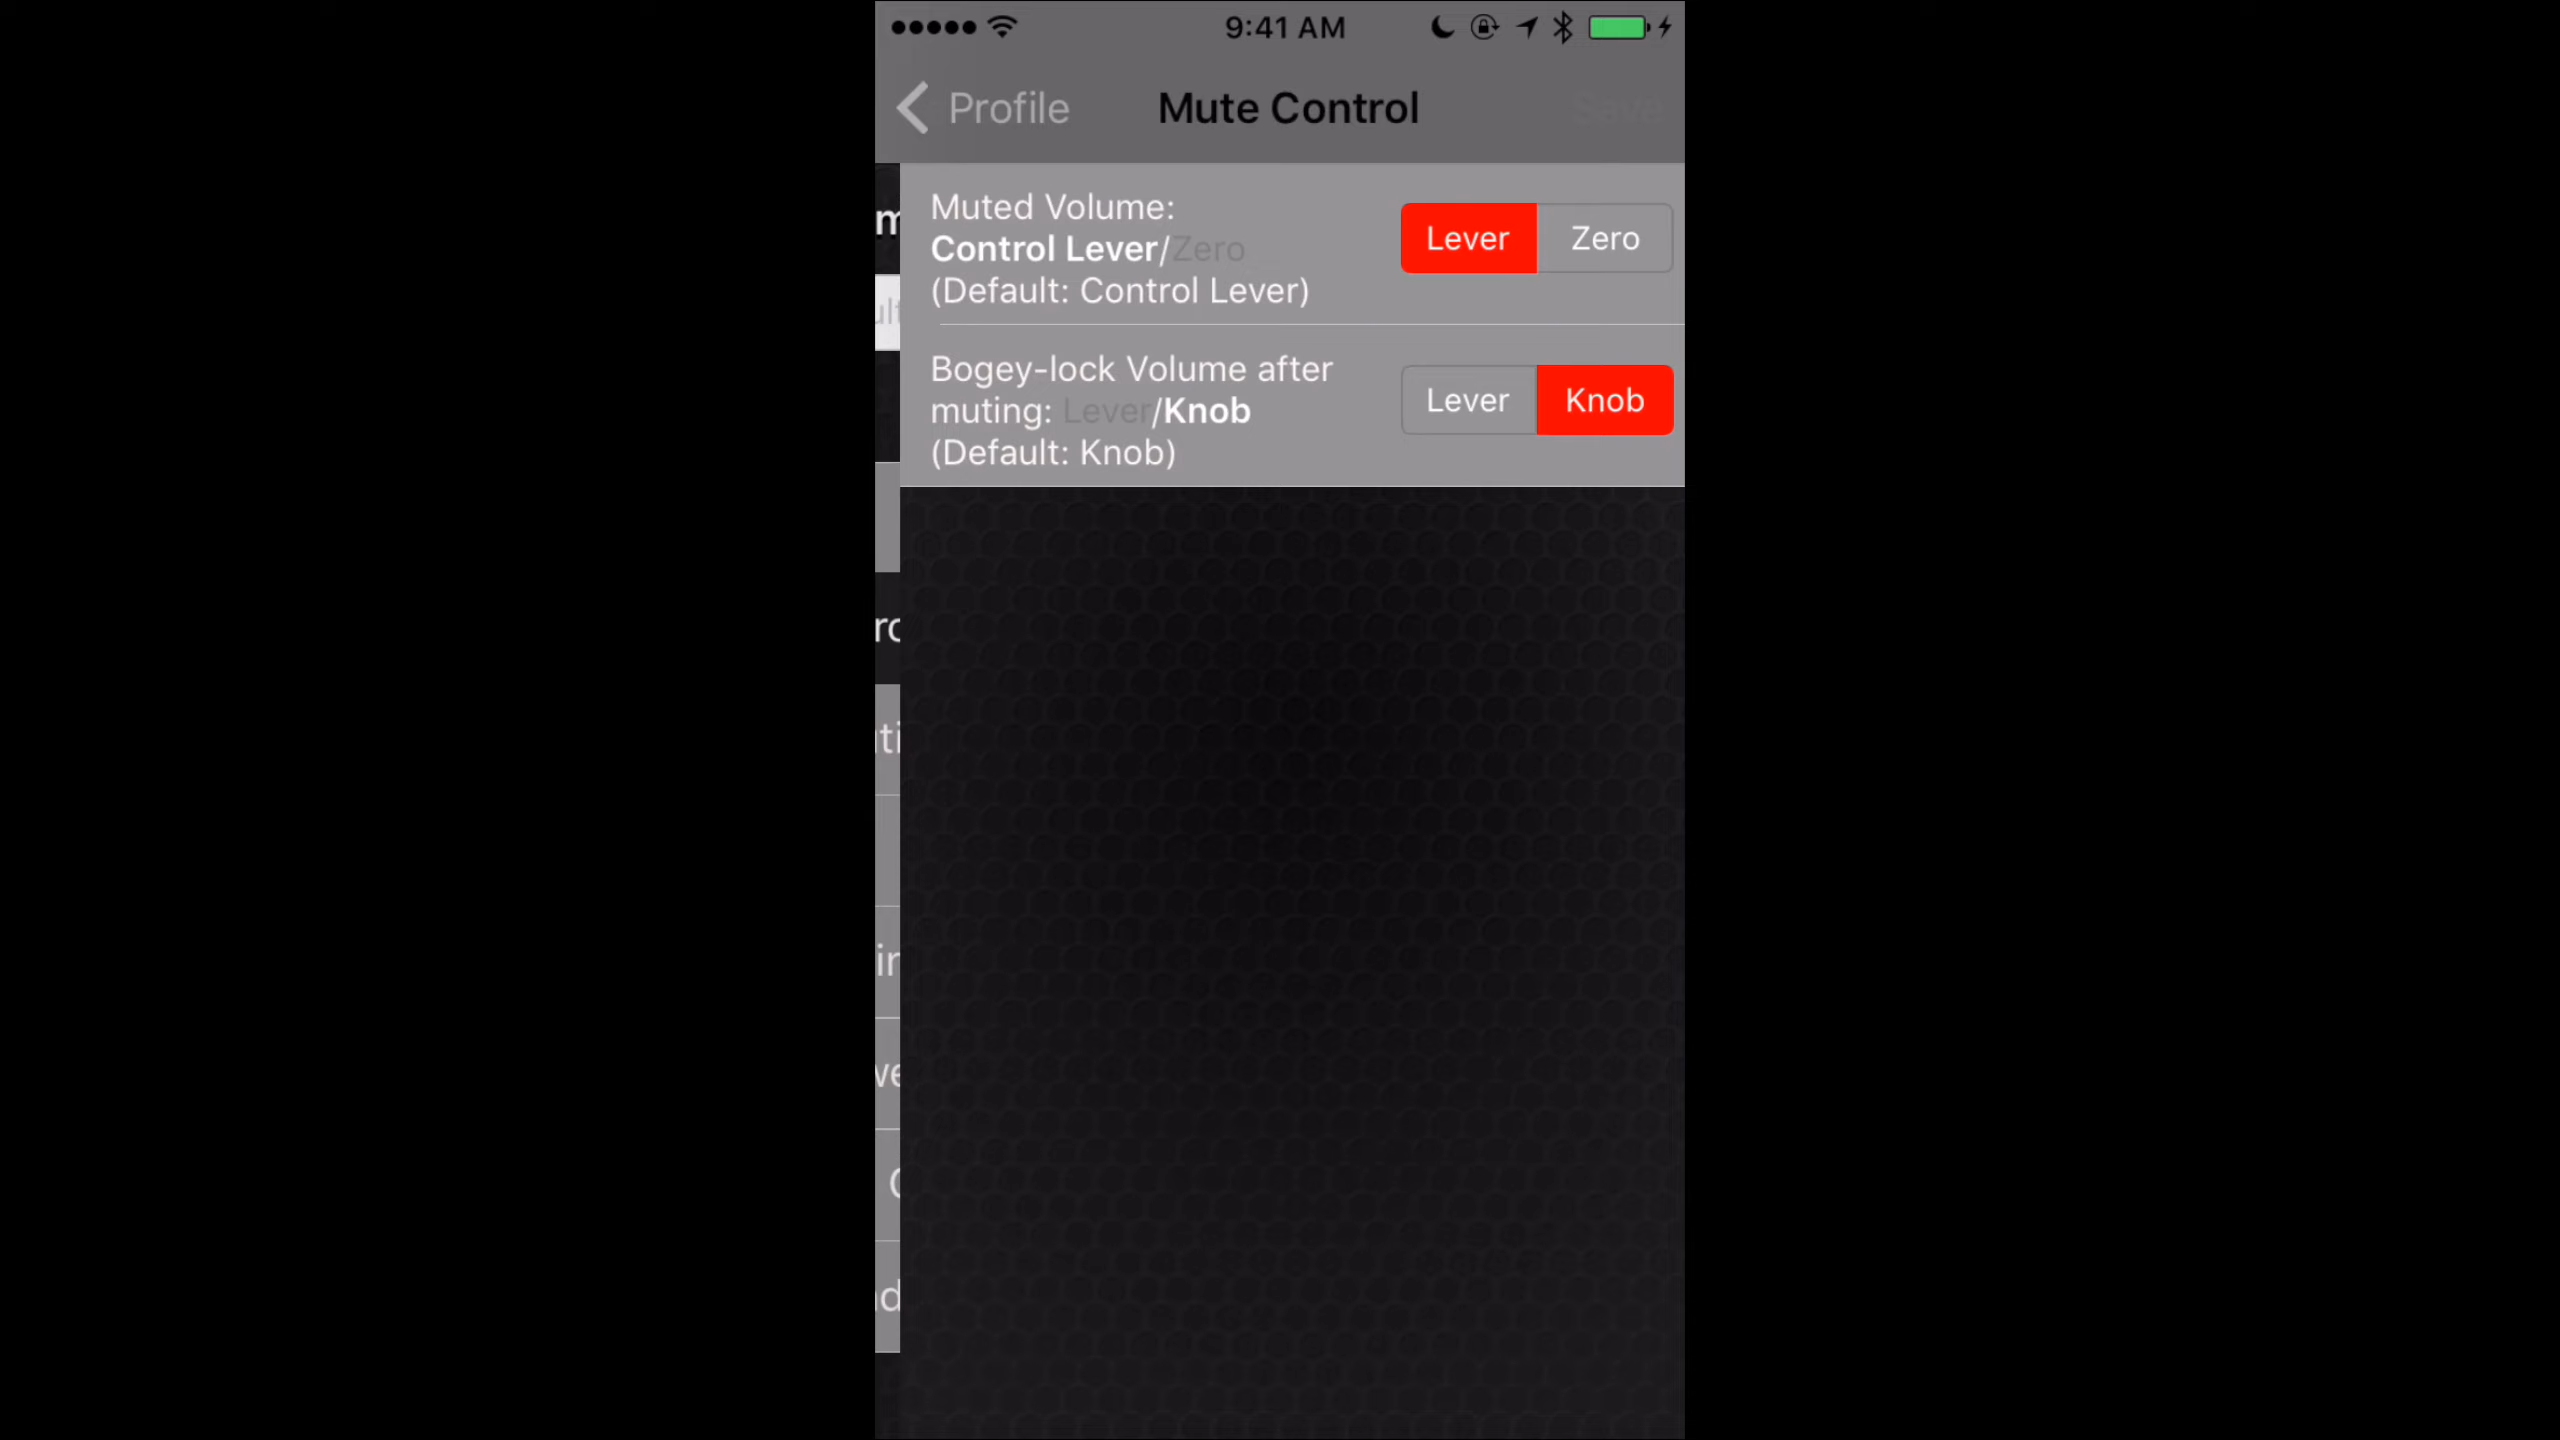 9:41 AM
Profile
Mute Control
Save
Muted Volume:
Control Lever/Zero
(Default: Control Lever)
Lever
Zero
Bogey-lock Volume after
muting: Lever/Knob
(Default: Knob)
Lever
Knob